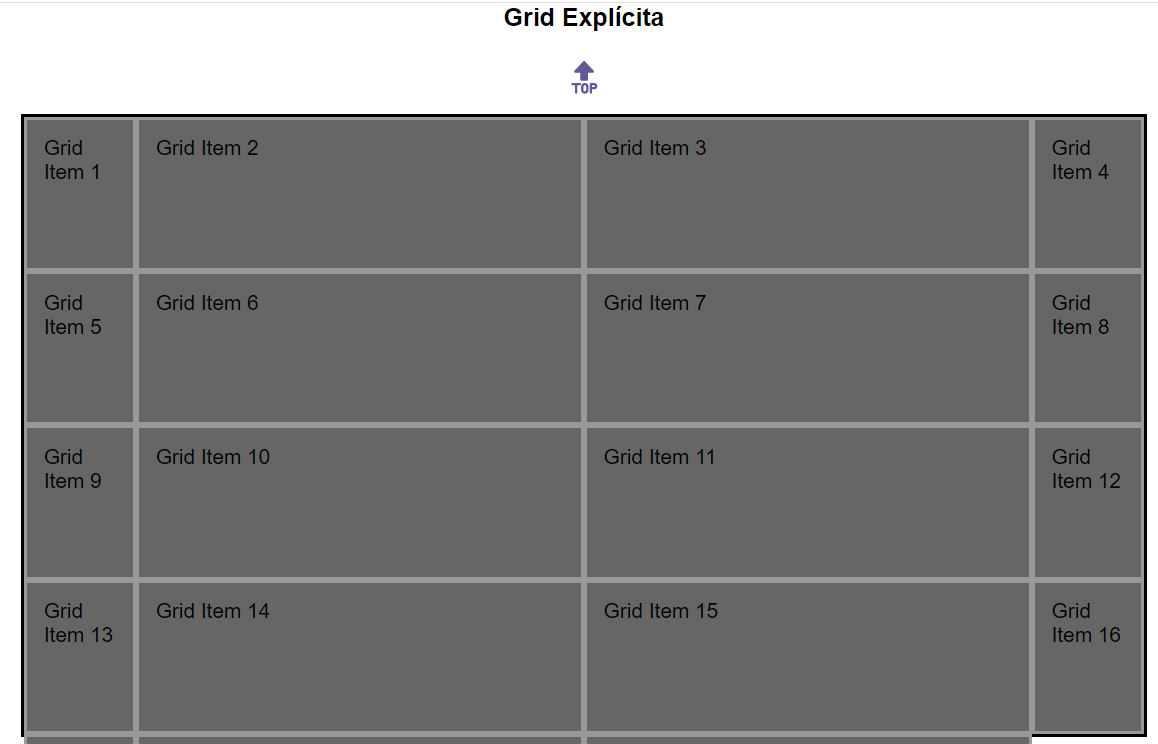 Grid Explícita
TOP
Grid
Item 1
Grid Item 2
Grid Item 3
Grid
Item 4
Grid
Item 5
Grid Item 6
Grid Item 7
Grid
Item 8
Grid
Item 9
Grid Item 10
Grid Item 11
Grid
Item 12
Grid
Item 13
Grid Item 14
Grid Item 15
Grid
Item 16